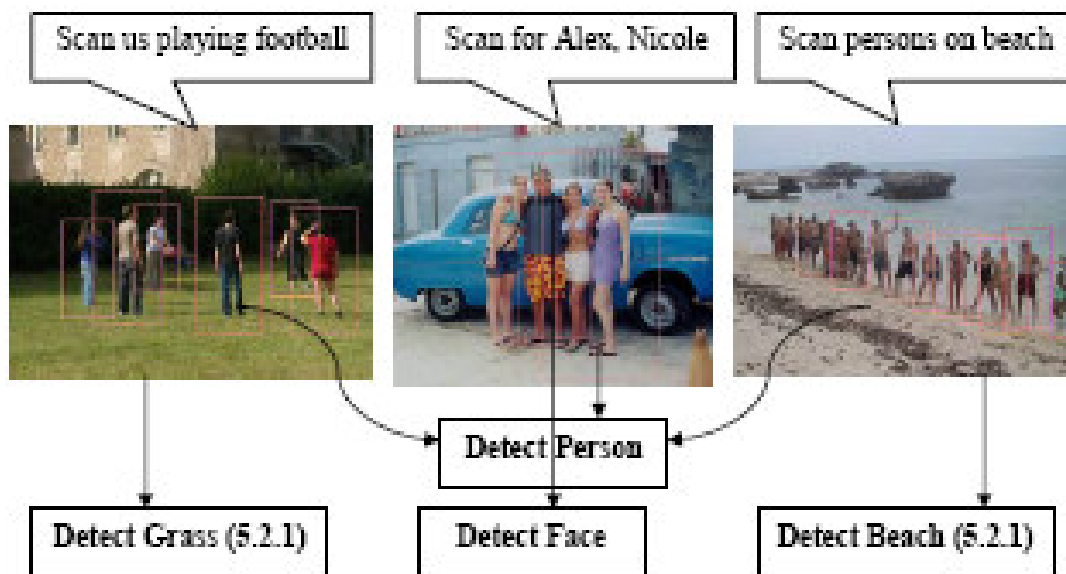 Scan us playing football
Scan for Alex, Nicole
Scan persons on beach
Detect Person
Detect Grass (5.2.1)
Detect Face
Detect Beach (5.2.1)